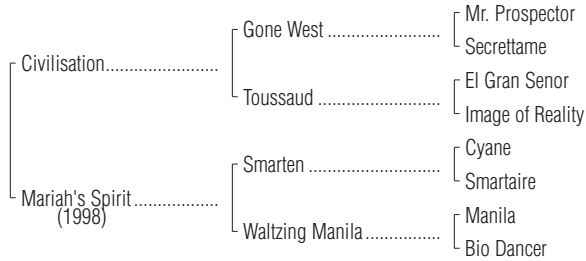 Mr. Prospector
Gone West
Secrettame
Civilisation
El Gran Senor
Toussaud
Image of Reality
Cyane
Smarten
Smartaire
Mariah's Spirit
(1998)
Manila
Waltzing Manila
Bio Dancer